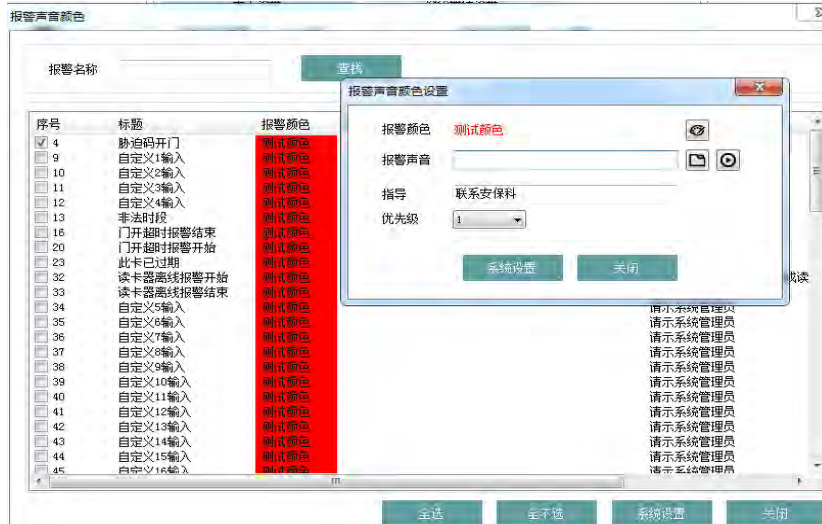 报警声音颜色
报警名称 查找
序号 标题 报警颜色
4 胁迫码开门 测试颜色
9 自定义1输入 测试颜色
10 自定义2输入 测试颜色
11 自定义3输入 测试颜色
12 自定义4输入 测试颜色
13 非法时段 测试颜色
16 门开超时报警结束 测试颜色
20 门开超时报警开始 测试颜色
23 此卡已过期 测试颜色
32 读卡器离线报警开始 测试颜色 或读
33 读卡器离线报警结束 测试颜色
34 自定义5输入 测试颜色 请示系统管理员
35 自定义6输入 测试颜色 请示系统管理员
36 自定义7输入 测试颜色 请示系统管理员
37 自定义8输入 测试颜色 请示系统管理员
38 自定义9输入 测试颜色 请示系统管理员
39 自定义10输入 测试颜色 请示系统管理员
40 自定义11输入 测试颜色 请示系统管理员
41 自定义12输入 测试颜色 请示系统管理员
42 自定义13输入 测试颜色 请示系统管理员
43 自定义14输入 测试颜色 请示系统管理员
44 自定义15输入 测试颜色 请示系统管理员
45 自定义16输入 测试颜色 请示系统管理员
报警声音颜色设置
报警颜色 测试颜色
报警声音
指导 联系安保科
优先级 1
系统设置 关闭
全选 全不选 系统设置 关闭